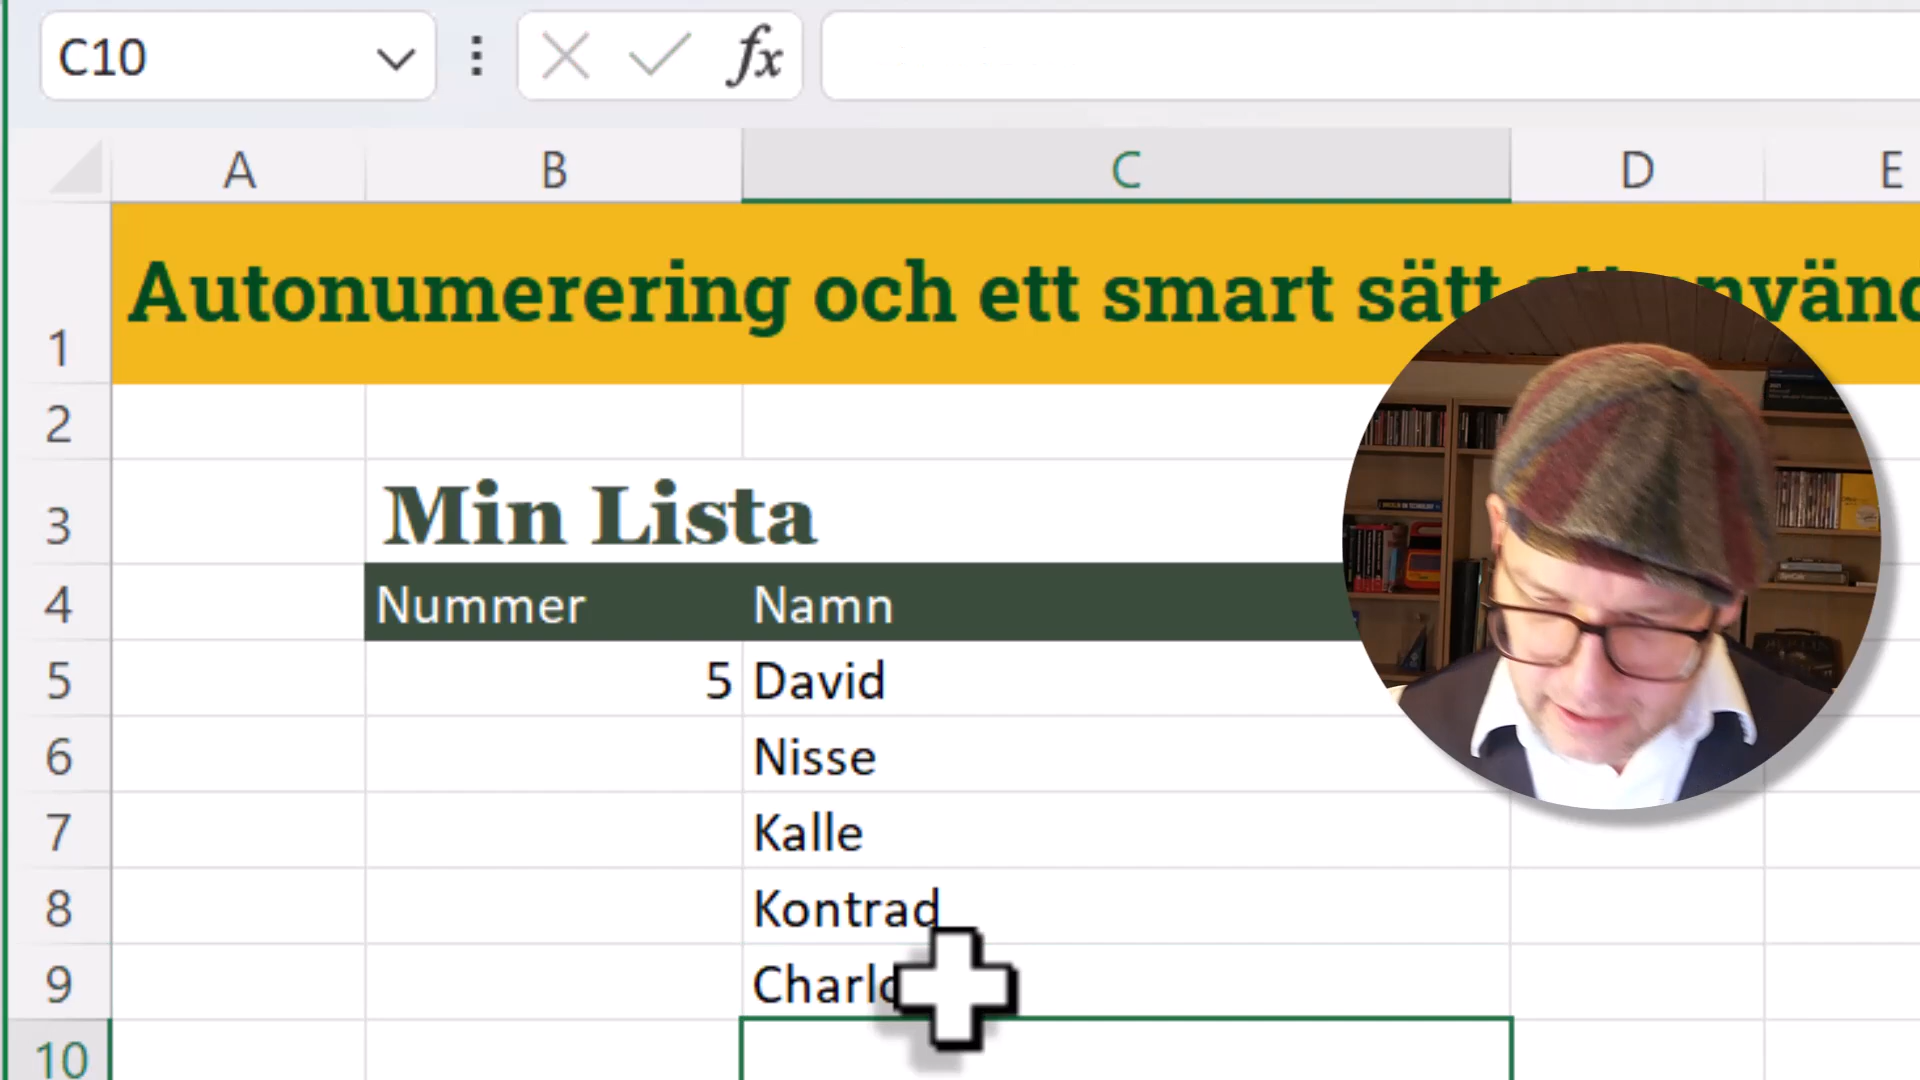 C10
fx
A B C D E
Autonumerering och ett smart sätt
1
2
3 Min Lista
4 Nummer Namn
5 5 David
6 Nisse
7 Kalle
8 Kontrad
9
10